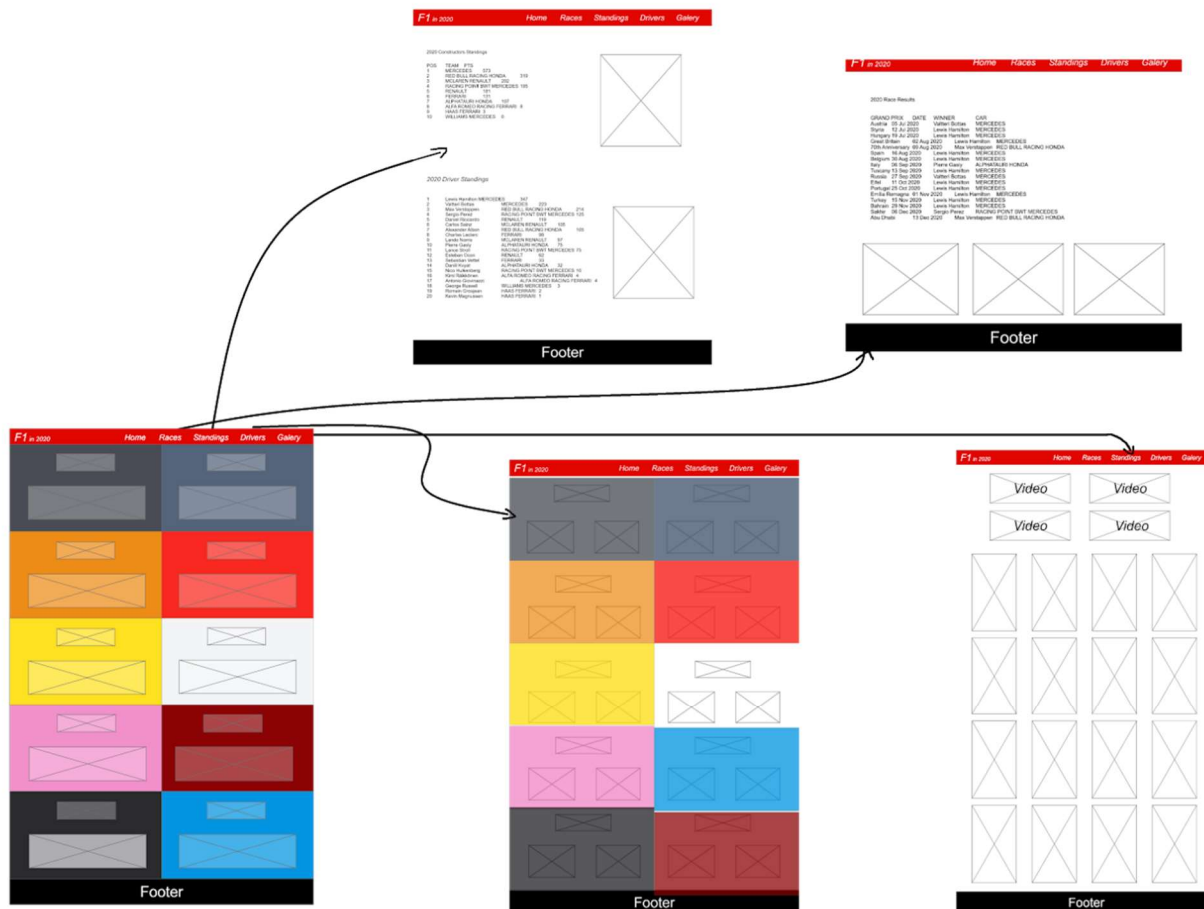 F1 in 2020 Home Races Standings Drivers Galery
2020 Constructors Standings
POS TEAM PTS
1 MERCEDES 573
2 RED BULL RACING HONDA 319
3 MCLAREN RENAULT 202
4 RACING POINT BWT MERCEDES 195
5 RENAULT 181
6 FERRARI 131
7 ALPHATAURI HONDA 107
8 ALFA ROMEO RACING FERRARI 8
9 HAAS FERRARI 3
10 WILLIAMS MERCEDES 0
2020 Driver Standings
1 Lewis Hamilton MERCEDES 347
2 Valtteri Bottas MERCEDES 223
3 Max Verstappen RED BULL RACING HONDA 214
4 Sergio Perez RACING POINT BWT MERCEDES 125
5 Daniel Ricciardo RENAULT 119
6 Carlos Sainz MCLAREN RENAULT 105
7 Alexander Albon RED BULL RACING HONDA 105
8 Charles Leclerc FERRARI 98
9 Lando Norris MCLAREN RENAULT 97
10 Pierre Gasly ALPHATAURI HONDA 75
11 Lance Stroll RACING POINT BWT MERCEDES 75
12 Esteban Ocon RENAULT 62
13 Sebastian Vettel FERRARI 33
14 Daniil Kvyat ALPHATAURI HONDA 32
15 Nico Hulkenberg RACING POINT BWT MERCEDES 10
16 Kimi Räikkönen ALFA ROMEO RACING FERRARI 4
17 Antonio Giovinazzi ALFA ROMEO RACING FERRARI 4
18 George Russell WILLIAMS MERCEDES 3
19 Romain Grosjean HAAS FERRARI 2
20 Kevin Magnussen HAAS FERRARI 1
Footer
F1 in 2020 Home Races Standings Drivers Galery
2020 Race Results
GRAND PRIX DATE WINNER CAR
Austria 05 Jul 2020 Valtteri Bottas MERCEDES
Styria 12 Jul 2020 Lewis Hamilton MERCEDES
Hungary 19 Jul 2020 Lewis Hamilton MERCEDES
Great Britain 02 Aug 2020 Lewis Hamilton MERCEDES
70th Anniversary 09 Aug 2020 Max Verstappen RED BULL RACING HONDA
Spain 16 Aug 2020 Lewis Hamilton MERCEDES
Belgium 30 Aug 2020 Lewis Hamilton MERCEDES
Italy 06 Sep 2020 Pierre Gasly ALPHATAURI HONDA
Tuscany 13 Sep 2020 Lewis Hamilton MERCEDES
Russia 27 Sep 2020 Valtteri Bottas MERCEDES
Eifel 11 Oct 2020 Lewis Hamilton MERCEDES
Portugal 25 Oct 2020 Lewis Hamilton MERCEDES
Emilia Romagna 01 Nov 2020 Lewis Hamilton MERCEDES
Turkey 15 Nov 2020 Lewis Hamilton MERCEDES
Bahrain 29 Nov 2020 Lewis Hamilton MERCEDES
Sakhir 06 Dec 2020 Sergio Perez RACING POINT BWT MERCEDES
Abu Dhabi 13 Dec 2020 Max Verstappen RED BULL RACING HONDA
Footer
F1 in 2020 Home Races Standings Drivers Galery
Footer
F1 in 2020 Home Races Standings Drivers Galery
Footer
F1 in 2020 Home Races Standings Drivers Galery
Video Video
Video Video
Footer